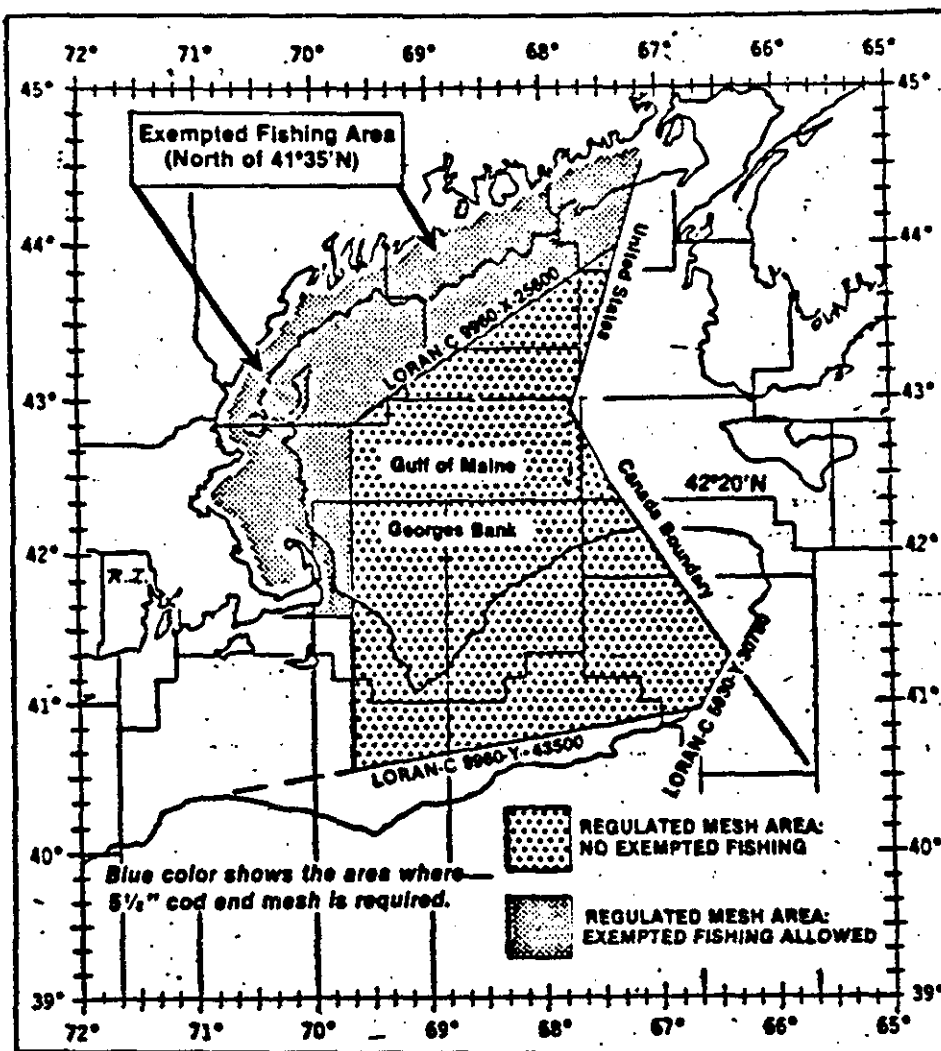 72° 71° 70° 69° 68° 67° 66° 65°
45° 45°
Exempted Fishing Area
(North of 41°35'N)
44° 44°
United States
LORAN-C 9960-X-25600
43° 43°
Gulf of Maine
42°20'N
Canada Boundary
Georges Bank
42° 42°
R.I.
41° 41°
LORAN-C 5930-Y-30750
LORAN-C 9960-Y-43500
REGULATED MESH AREA:
NO EXEMPTED FISHING
40° 40°
Blue color shows the area where
5½" cod end mesh is required.
REGULATED MESH AREA:
EXEMPTED FISHING ALLOWED
39° 39°
72° 71° 70° 69° 68° 67° 66° 65°